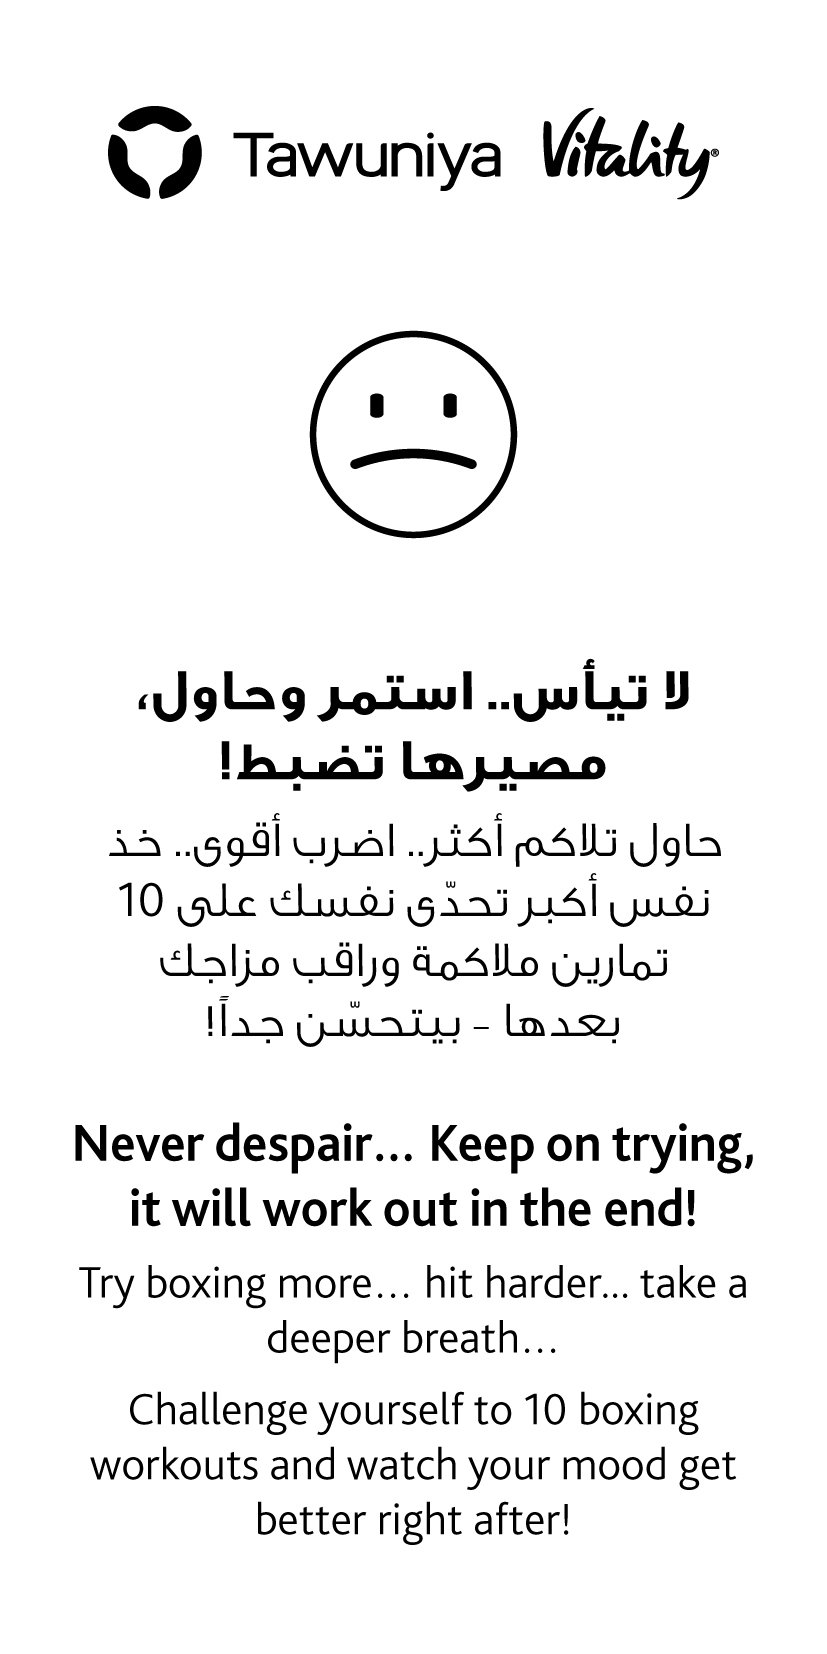 Tawuniya Vitality®
لا تيأس.. استمر وحاول،
مصيرها تضبط!
حاول تلاكم أكثر.. اضرب أقوى.. خذ
نفس أكبر تحدّى نفسك على 10
تمارين ملاكمة وراقب مزاجك
بعدها - بيتحسّن جداً!
Never despair... Keep on trying,
it will work out in the end!
Try boxing more... hit harder... take a
deeper breath...
Challenge yourself to 10 boxing
workouts and watch your mood get
better right after!